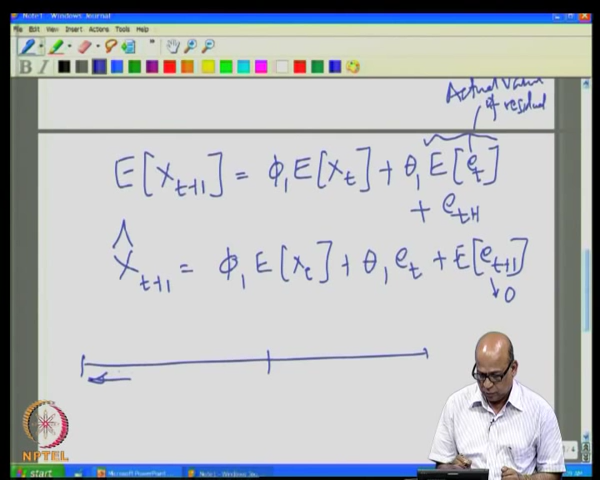 Note1 - Windows Journal
File Edit View Insert Actions Tools Help
B I
Actual Value
of residual
E[X_{t+1}] = ϕ_1 E[X_t] + θ_1 E[e_t]
+ e_{t+1}
X̂_{t+1} = ϕ_1 E[X_t] + θ_1 e_t + E[e_{t+1}]
↘0
NPTEL
start
Microsoft PowerPoint ...
Note1 - Windows Jou...